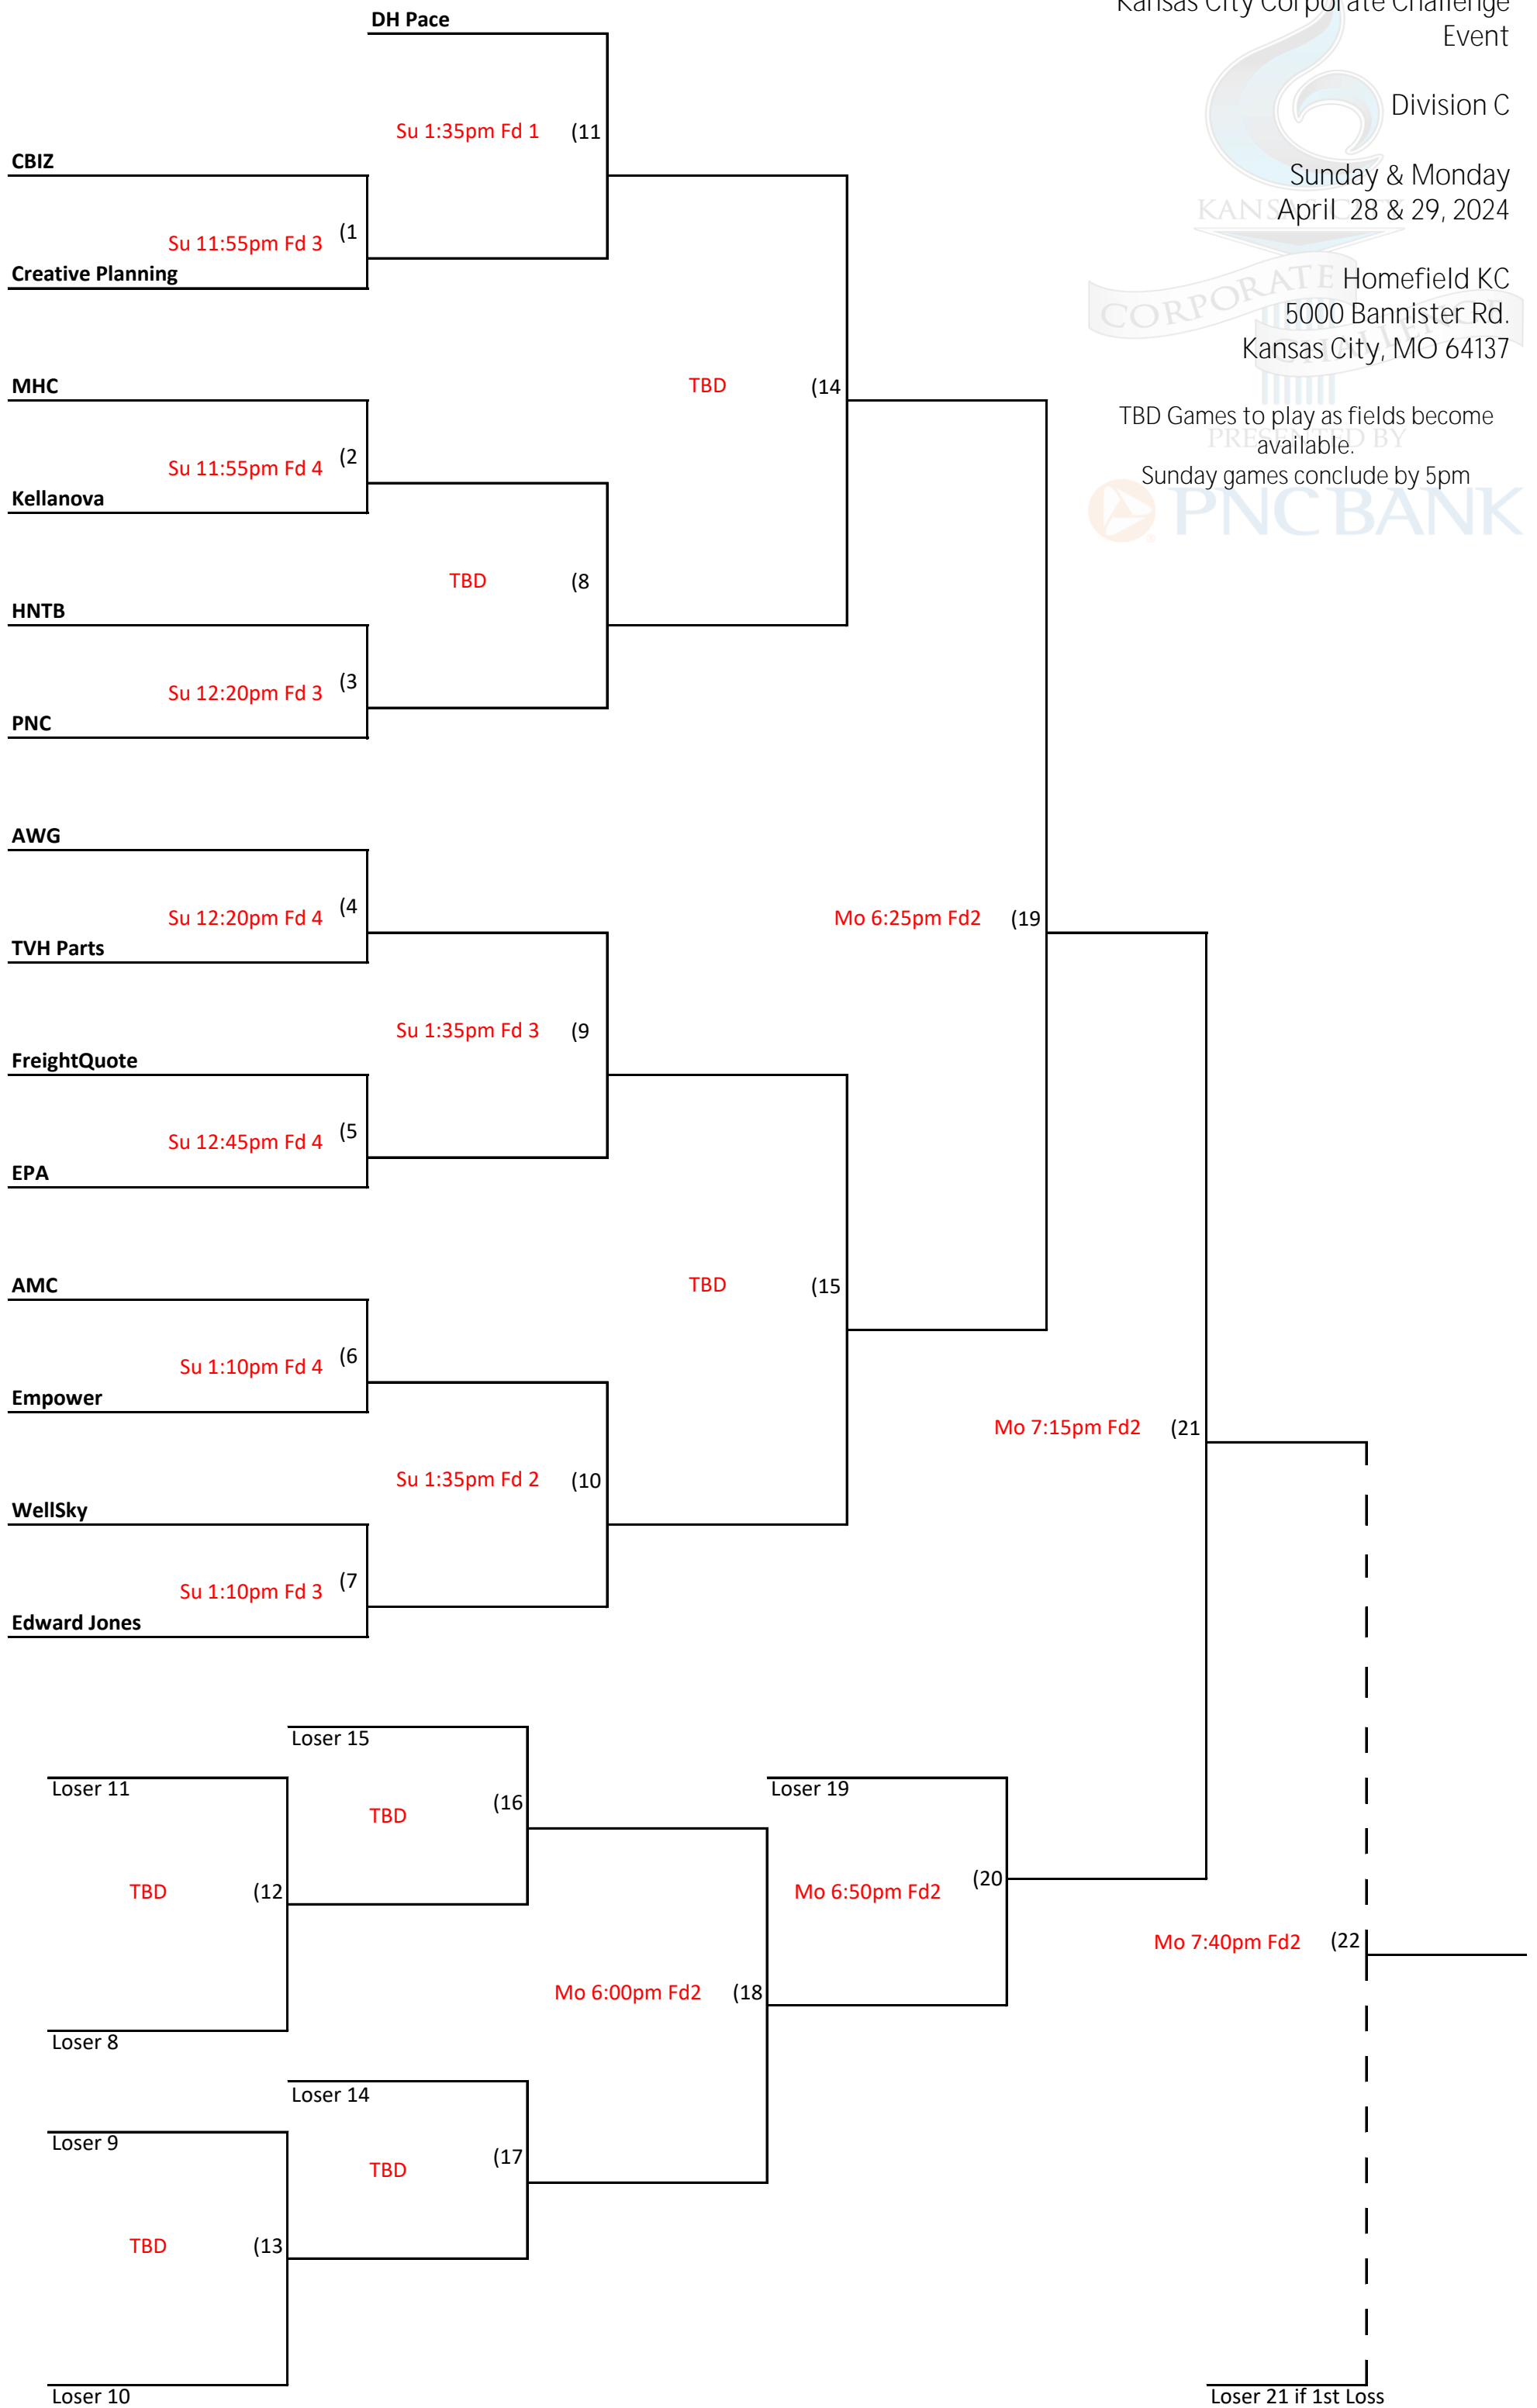 DH Pace
Kansas City Corporate Challenge
Event
Division C
Sunday & Monday
April 28 & 29, 2024
Homefield KC
5000 Bannister Rd.
Kansas City, MO 64137
TBD Games to play as fields become
available.
Sunday games conclude by 5pm
KANSAS CITY
CORPORATE
CHALLENGE
PRESENTED BY
PNC BANK
Su 1:35pm Fd 1 (11
CBIZ
Su 11:55pm Fd 3 (1
Creative Planning
MHC
TBD (14
Su 11:55pm Fd 4 (2
Kellanova
TBD (8
HNTB
Su 12:20pm Fd 3 (3
PNC
AWG
Su 12:20pm Fd 4 (4
Mo 6:25pm Fd2 (19
TVH Parts
Su 1:35pm Fd 3 (9
FreightQuote
Su 12:45pm Fd 4 (5
EPA
AMC
TBD (15
Su 1:10pm Fd 4 (6
Empower
Mo 7:15pm Fd2 (21
Su 1:35pm Fd 2 (10
WellSky
Su 1:10pm Fd 3 (7
Edward Jones
Loser 15
Loser 11
Loser 19
TBD (16
TBD (12
Mo 6:50pm Fd2 (20
Mo 7:40pm Fd2 (22
Mo 6:00pm Fd2 (18
Loser 8
Loser 14
Loser 9
TBD (17
TBD (13
Loser 10
Loser 21 if 1st Loss